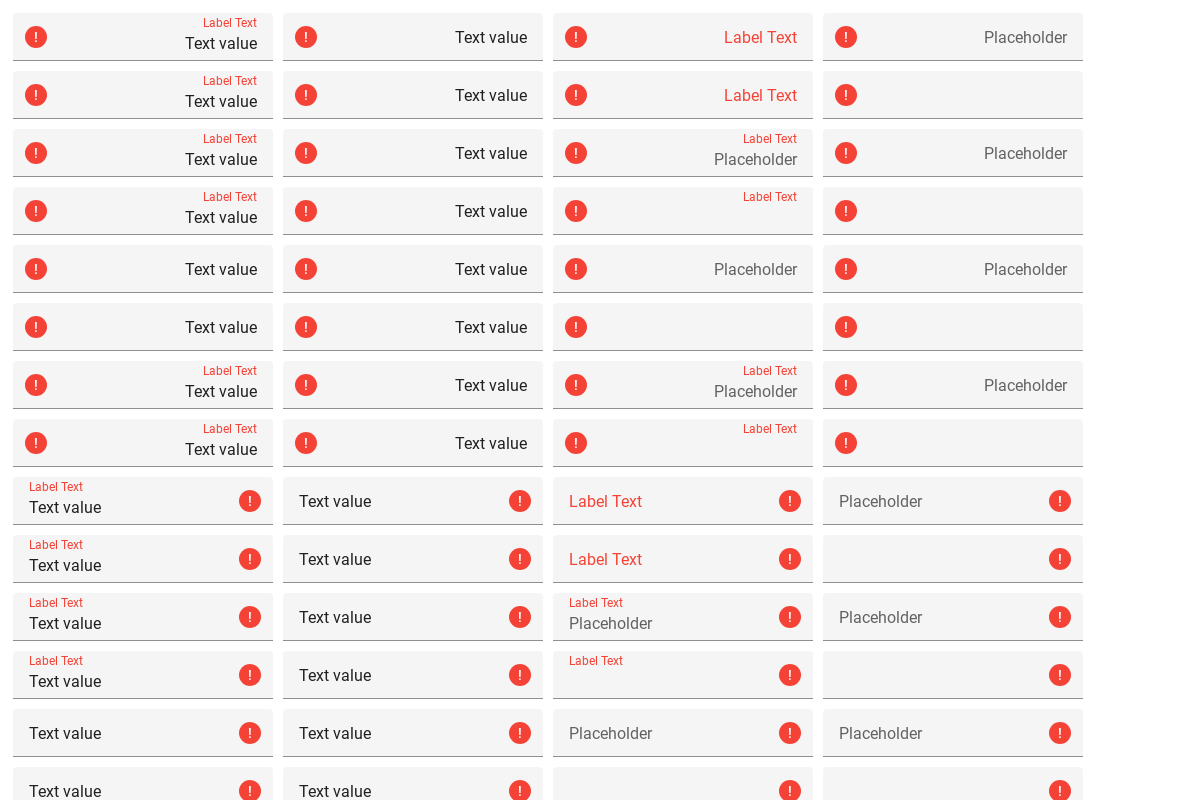 ! Label Text
Text value ! Text value ! Label Text ! Placeholder
! Label Text
Text value ! Text value ! Label Text !
! Label Text
Text value ! Text value ! Label Text
Placeholder ! Placeholder
! Label Text
Text value ! Text value ! Label Text !
! Text value ! Text value ! Placeholder ! Placeholder
! Text value ! Text value ! !
! Label Text
Text value ! Text value ! Label Text
Placeholder ! Placeholder
! Label Text
Text value ! Text value ! Label Text !
Label Text
Text value ! Text value ! Label Text ! Placeholder !
Label Text
Text value ! Text value ! Label Text ! !
Label Text
Text value ! Text value ! Label Text
Placeholder ! Placeholder !
Label Text
Text value ! Text value ! Label Text ! !
Text value ! Text value ! Placeholder ! Placeholder !
Text value ! Text value ! ! !